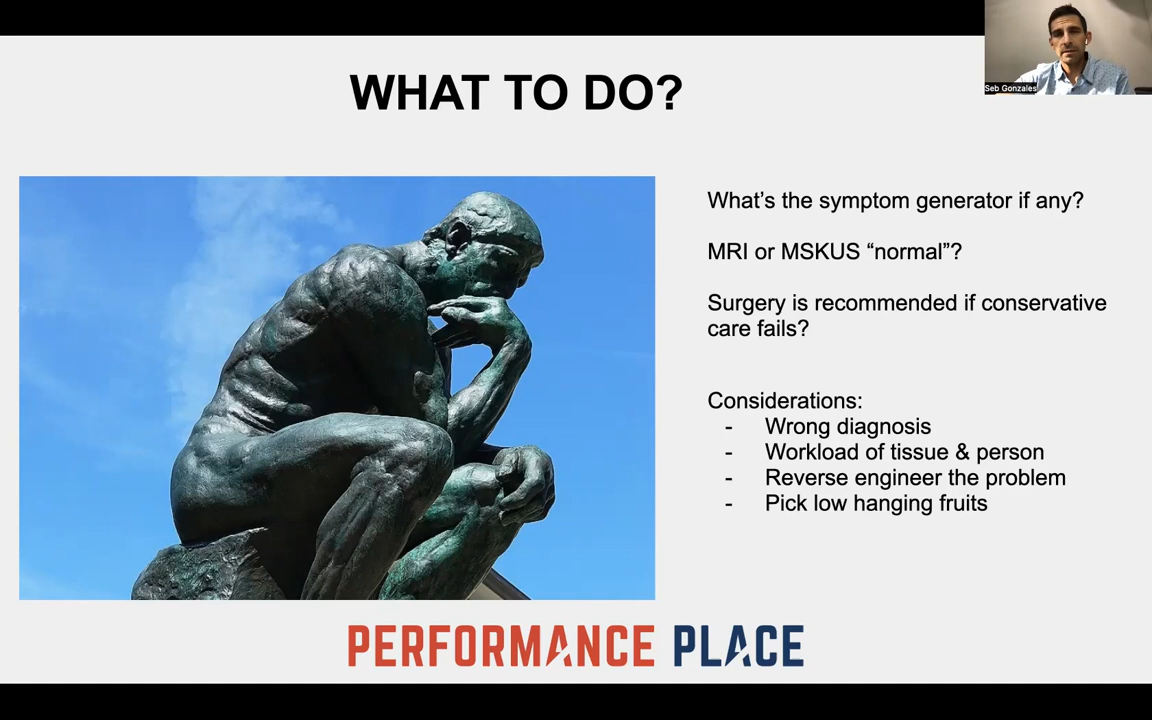 Seb Gonzales
WHAT TO DO?
What's the symptom generator if any?
MRI or MSKUS “normal”?
Surgery is recommended if conservative
care fails?
Considerations:
- Wrong diagnosis
- Workload of tissue & person
- Reverse engineer the problem
- Pick low hanging fruits
PERFORMANCE PLACE